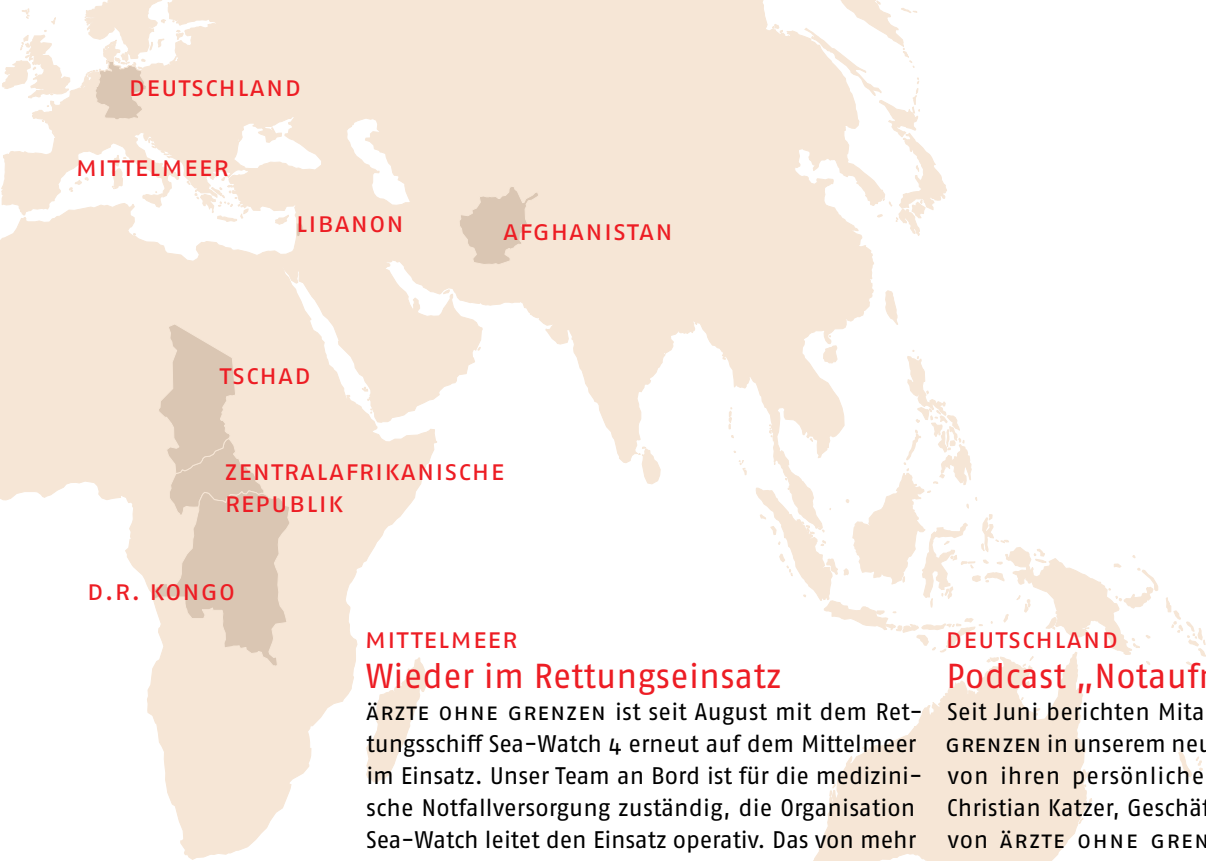 DEUTSCHLAND
MITTELMEER
LIBANON
AFGHANISTAN
TSCHAD
ZENTRALAFRIKANISCHE
REPUBLIK
D.R. KONGO
MITTELMEER
Wieder im Rettungseinsatz
ÄRZTE OHNE GRENZEN ist seit August mit dem Ret-
tungsschiff Sea-Watch 4 erneut auf dem Mittelmeer
im Einsatz. Unser Team an Bord ist für die medizini-
sche Notfallversorgung zuständig, die Organisation
Sea-Watch leitet den Einsatz operativ. Das von mehr
DEUTSCHLAND
Podcast „Notaufn
Seit Juni berichten Mita
GRENZEN in unserem neu
von ihren persönliche
Christian Katzer, Geschäf
von ÄRZTE OHNE GREN